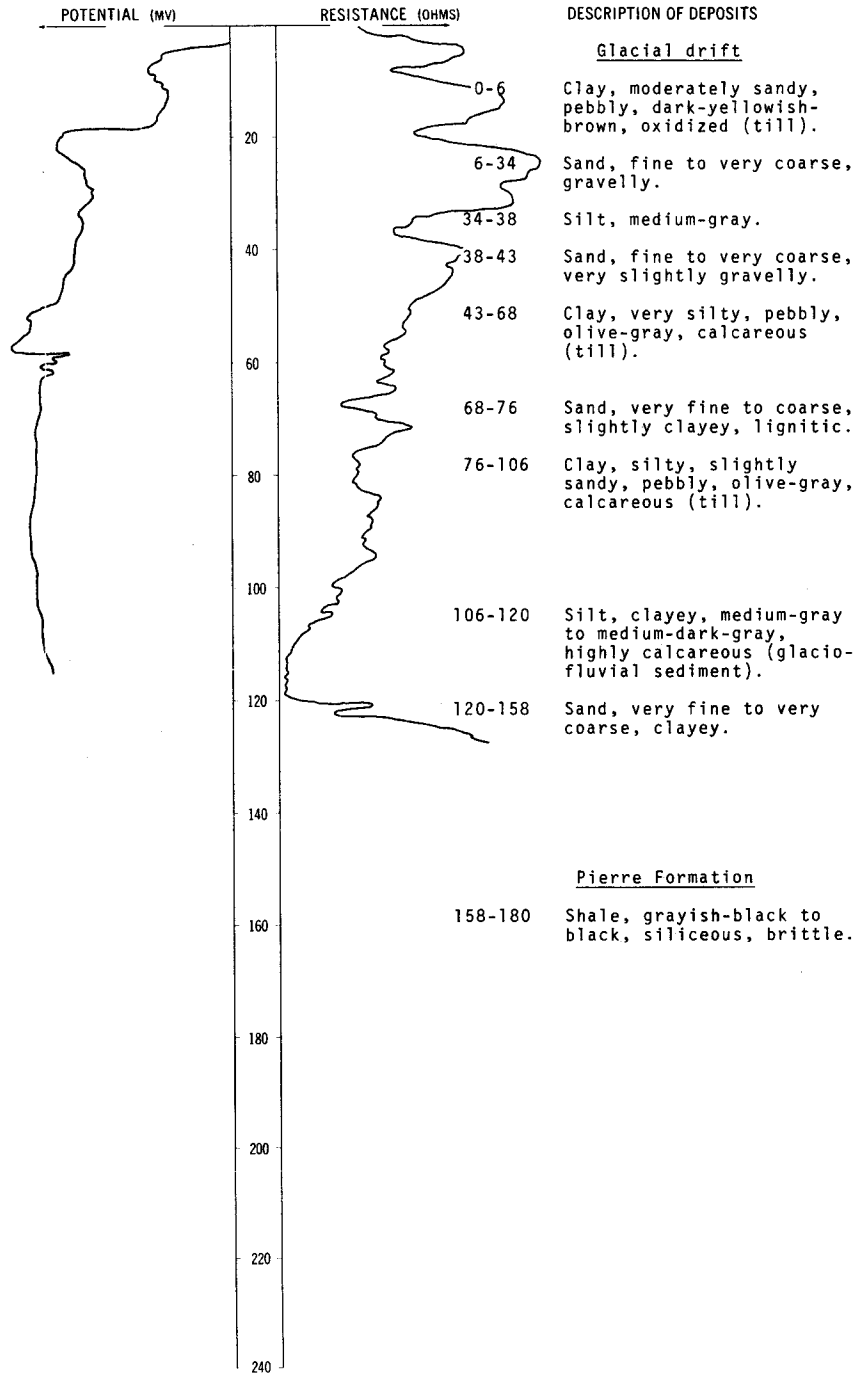 POTENTIAL (MV)
RESISTANCE (OHMS)
DESCRIPTION OF DEPOSITS
Glacial drift
0-6 Clay, moderately sandy,
pebbly, dark-yellowish-
brown, oxidized (till).
6-34 Sand, fine to very coarse,
gravelly.
34-38 Silt, medium-gray.
38-43 Sand, fine to very coarse,
very slightly gravelly.
43-68 Clay, very silty, pebbly,
olive-gray, calcareous
(till).
68-76 Sand, very fine to coarse,
slightly clayey, lignitic.
76-106 Clay, silty, slightly
sandy, pebbly, olive-gray,
calcareous (till).
106-120 Silt, clayey, medium-gray
to medium-dark-gray,
highly calcareous (glacio-
fluvial sediment).
120-158 Sand, very fine to very
coarse, clayey.
Pierre Formation
158-180 Shale, grayish-black to
black, siliceous, brittle.
20
40
60
80
100
120
140
160
180
200
220
240